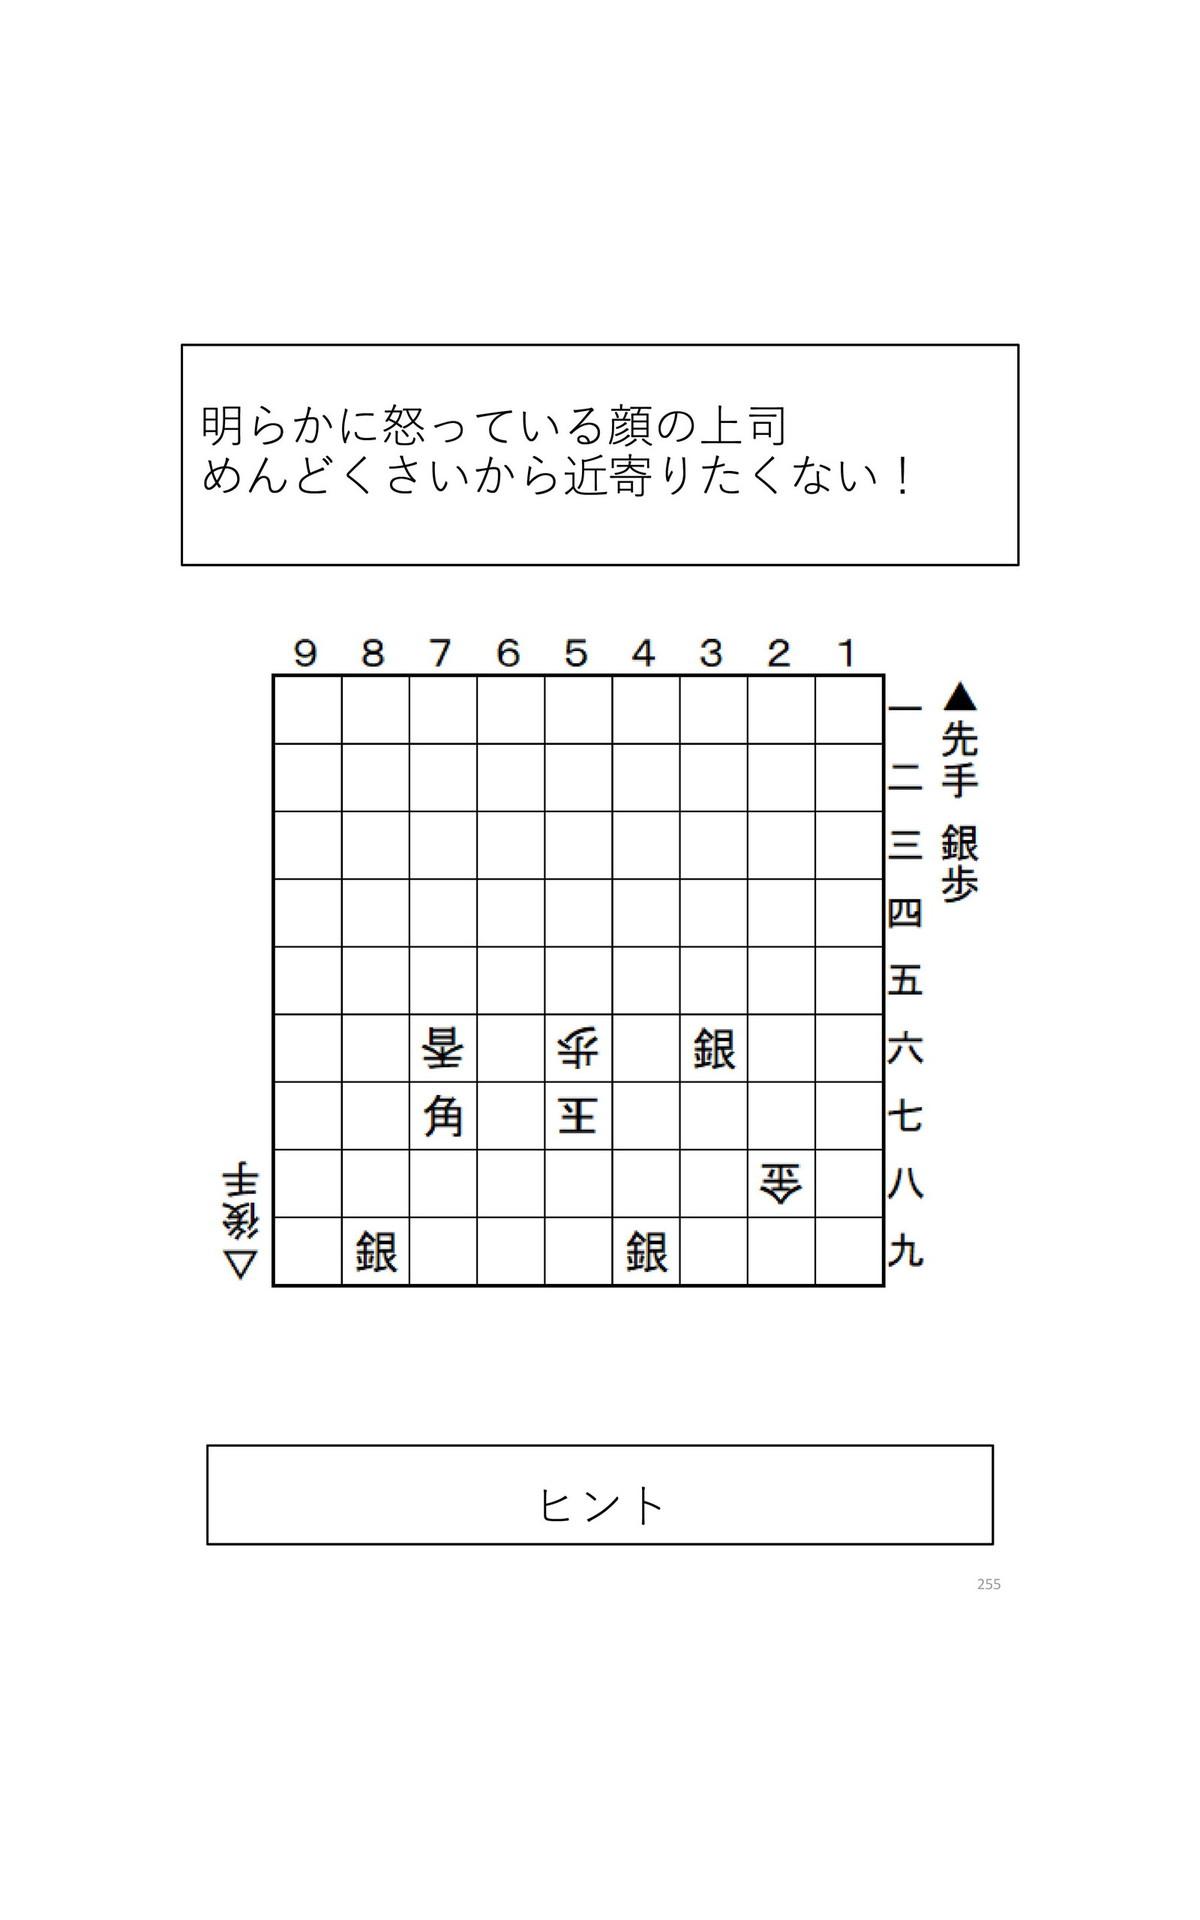 明らかに怒っている顔の上司
めんどくさいから近寄りたくない！
9 8 7 6 5 4 3 2 1
一
二
三
四
五
六
七
八
九
▲先手 銀歩
香 歩 銀
角 王
金
銀 銀
△後手
ヒント
255